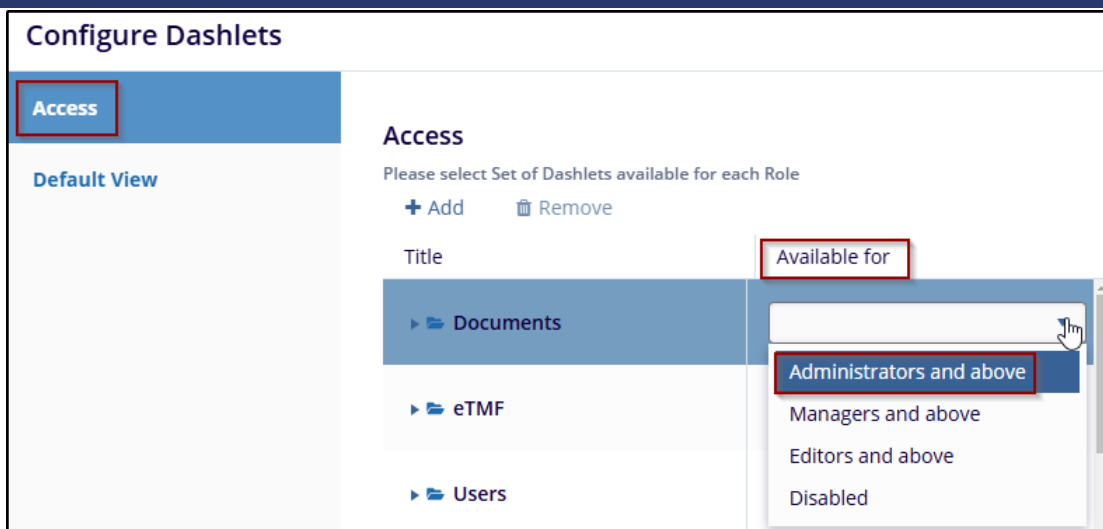 Configure Dashlets
Access
Default View
Access
Please select Set of Dashlets available for each Role
+ Add Remove
Title Available for
Documents
Administrators and above
Managers and above
Editors and above
Disabled
eTMF
Users